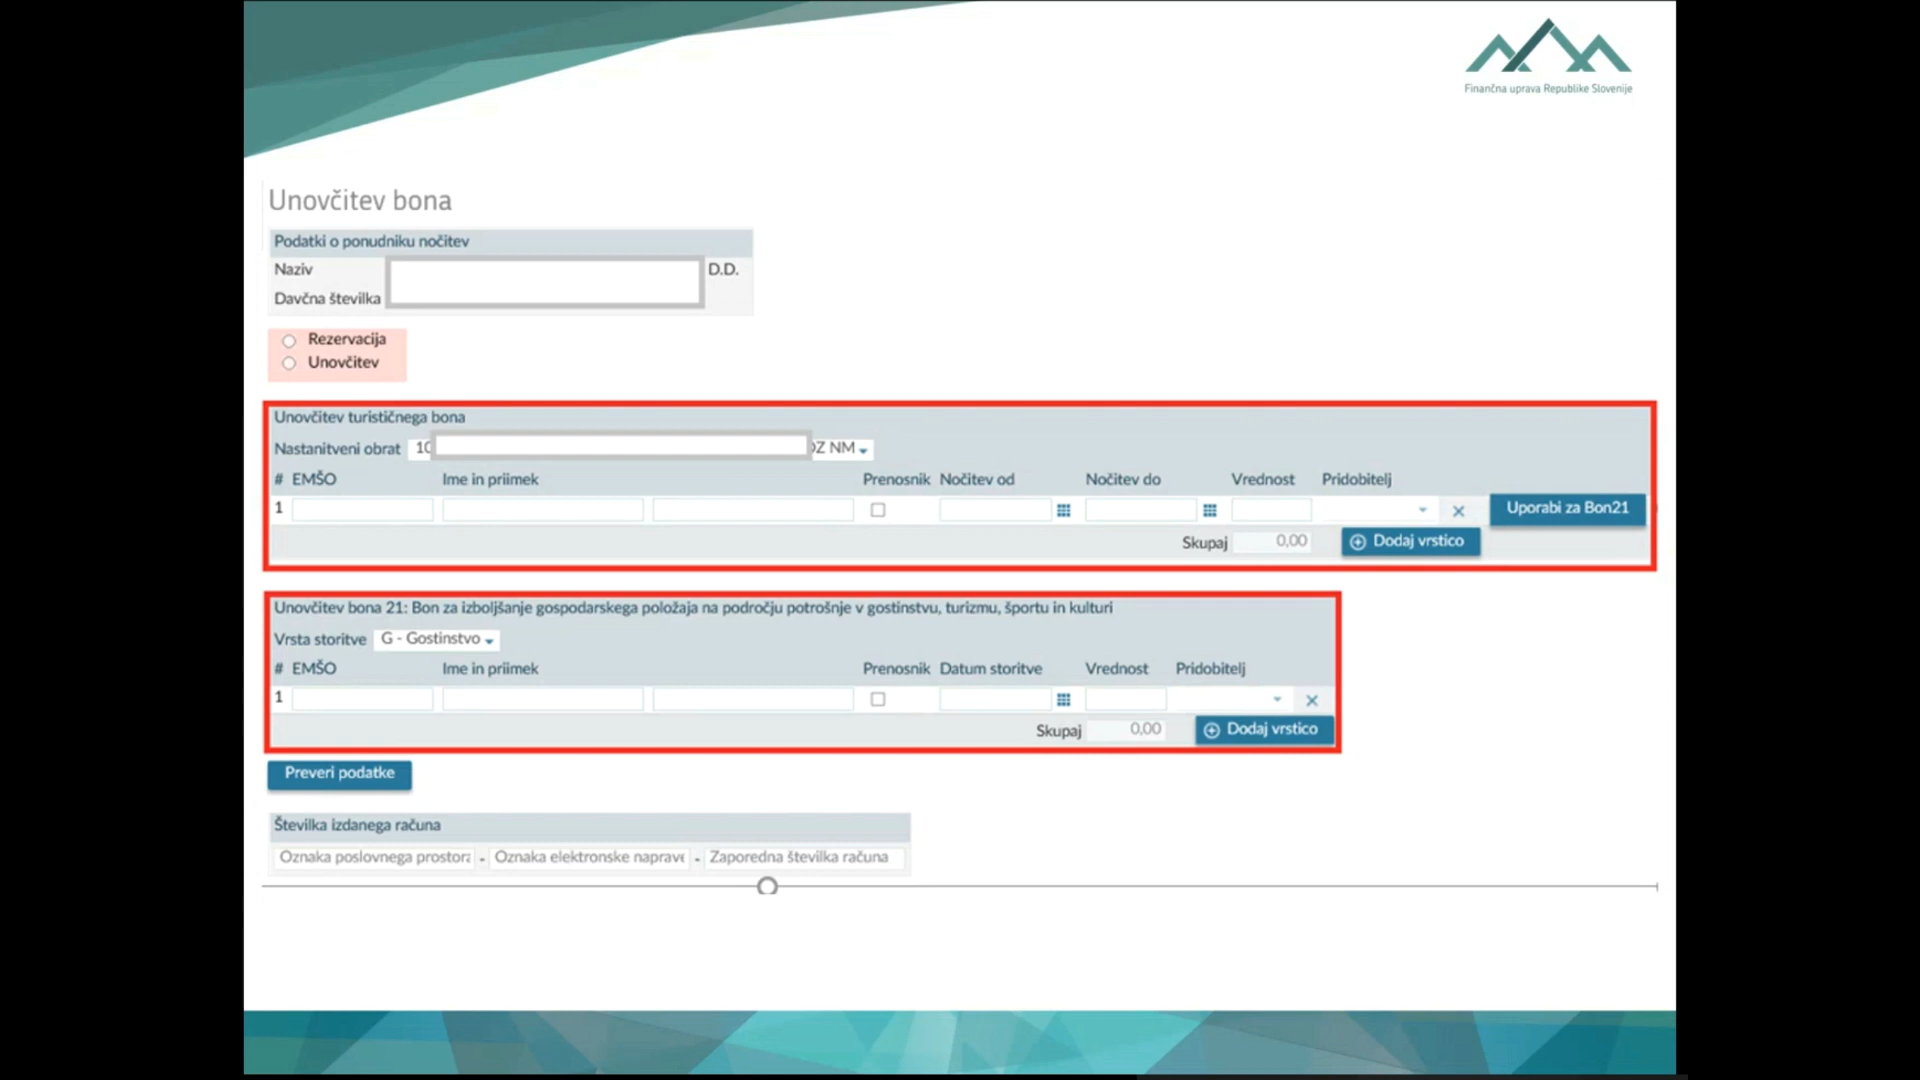 Finančna uprava Republike Slovenije
Unovčitev bona
Podatki o ponudniku nočitev
Naziv D.D.
Davčna številka
Rezervacija
Unovčitev
Unovčitev turističnega bona
Nastanitveni obrat 10 OZ NM
# EMŠO Ime in priimek Prenosnik Nočitev od Nočitev do Vrednost Pridobitelj
1 Uporabi za Bon21
Skupaj 0,00 Dodaj vrstico
Unovčitev bona 21: Bon za izboljšanje gospodarskega položaja na področju potrošnje v gostinstvu, turizmu, športu in kulturi
Vrsta storitve G - Gostinstvo
# EMŠO Ime in priimek Prenosnik Datum storitve Vrednost Pridobitelj
1
Skupaj 0,00 Dodaj vrstico
Preveri podatke
Številka izdanega računa
Oznaka poslovnega prostora - Oznaka elektronske naprave - Zaporedna številka računa